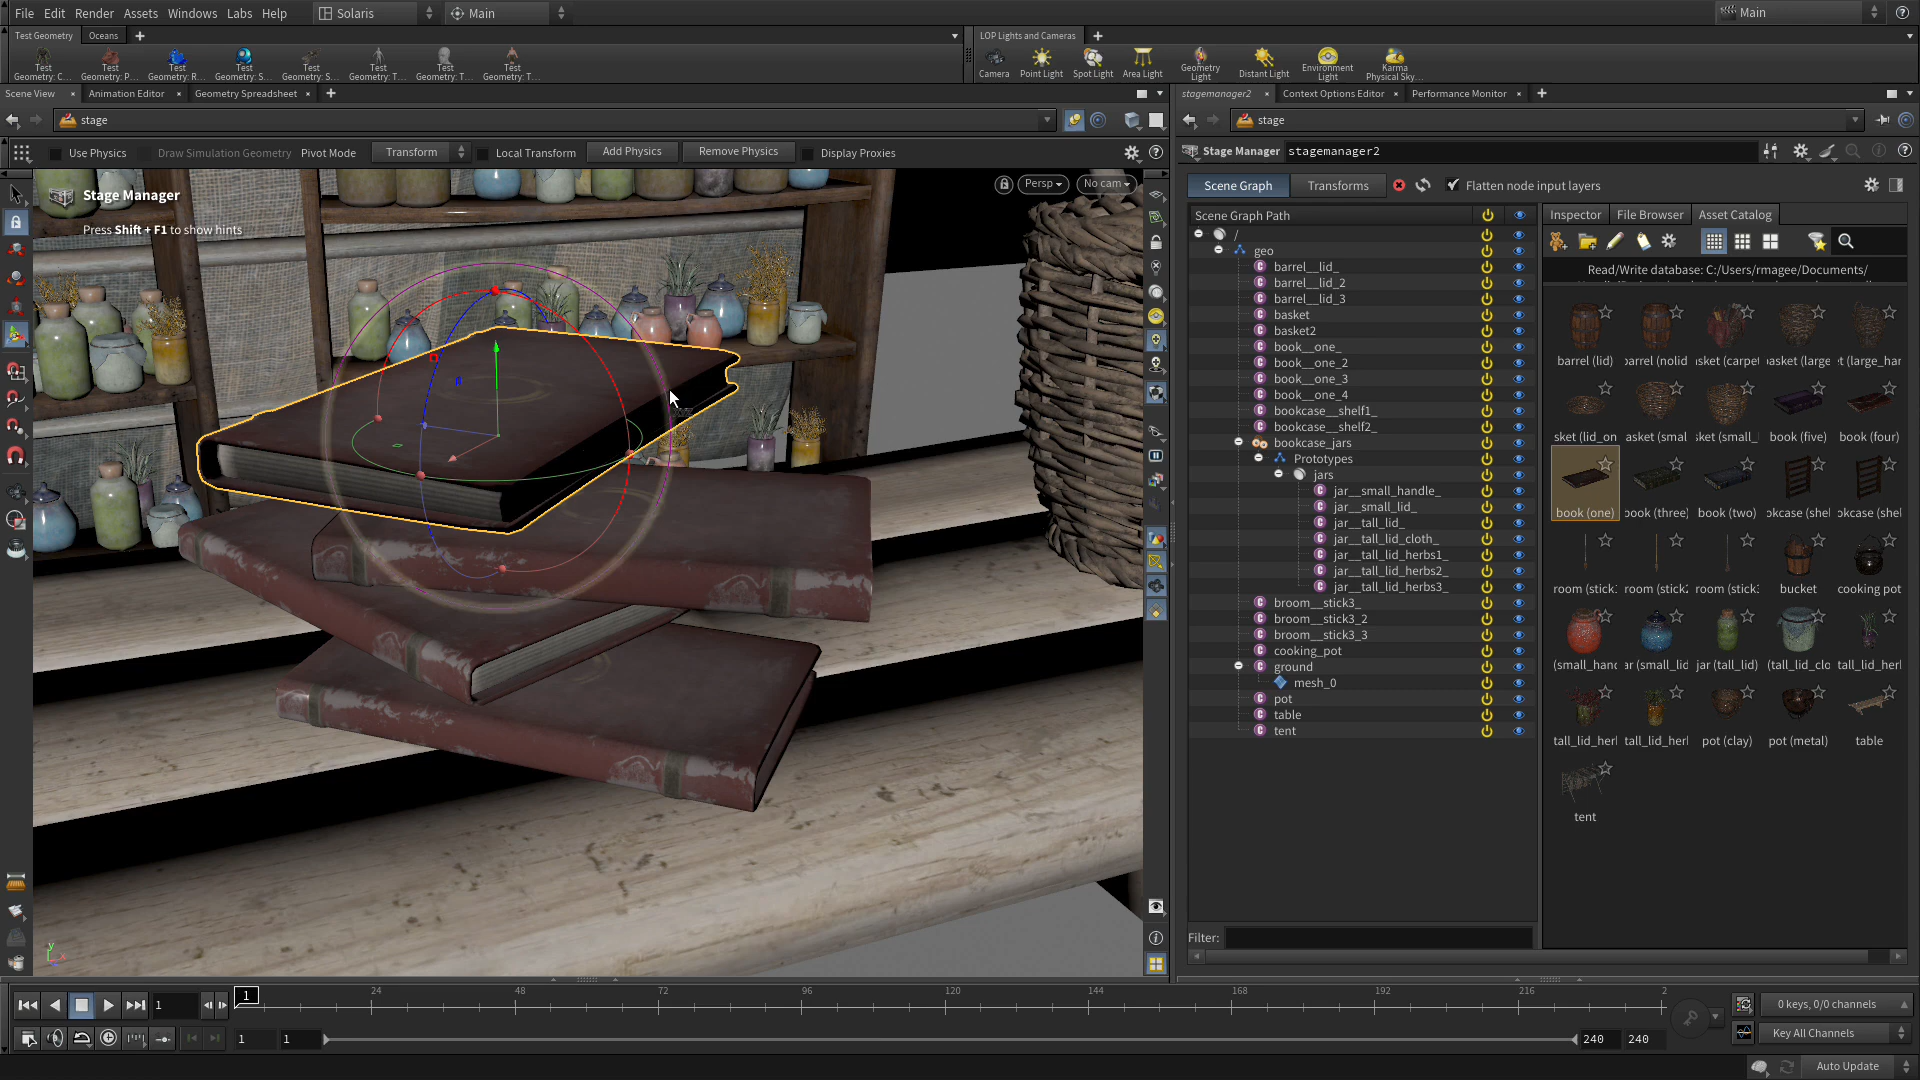 File Edit Render Assets Windows Labs Help Solaris Main Main
Test Geometry Oceans LOP Lights and Cameras
Test Geometry: C... Test Geometry: P... Test Geometry: R... Test Geometry: S... Test Geometry: S... Test Geometry: T... Test Geometry: T... Test Geometry: T...
Camera Point Light Spot Light Area Light Geometry Light Distant Light Environment Light Karma Physical Sky...
Scene View Animation Editor Geometry Spreadsheet stagemanager2 Context Options Editor Performance Monitor
stage stage
Use Physics Draw Simulation Geometry Pivot Mode Transform Local Transform Add Physics Remove Physics Display Proxies
Stage Manager stagemanager2
Stage Manager
Press Shift + F1 to show hints
Persp No cam
Scene Graph Transforms Flatten node input layers
Scene Graph Path
/
geo
barrel__lid_
barrel__lid_2
barrel__lid_3
basket
basket2
book__one_
book__one_2
book__one_3
book__one_4
bookcase__shelf1_
bookcase__shelf2_
bookcase_jars
Prototypes
jars
jar__small_handle_
jar__small_lid_
jar__tall_lid_
jar__tall_lid_cloth_
jar__tall_lid_herbs1_
jar__tall_lid_herbs2_
jar__tall_lid_herbs3_
broom__stick3_
broom__stick3_2
broom__stick3_3
cooking_pot
ground
mesh_0
pot
table
tent
Filter:
Inspector File Browser Asset Catalog
Read/Write database: C:/Users/rmagee/Documents/
barrel (lid) barrel (nolid asket (carpet asket (large et (large_har
sket (lid_on asket (smal sket (small_ book (five) book (four)
book (one) book (three) book (two) okcase (shel okcase (shel
room (stick: room (stick2 room (stick: bucket cooking pot
(small_hand ar (small_lid jar (tall_lid) (tall_lid_clo tall_lid_herl
tall_lid_herl tall_lid_herl pot (clay) pot (metal) table
tent
y
x
1 1 24 48 72 96 120 144 168 192 216 2
0 keys, 0/0 channels
1 1 240 240 Key All Channels
Auto Update